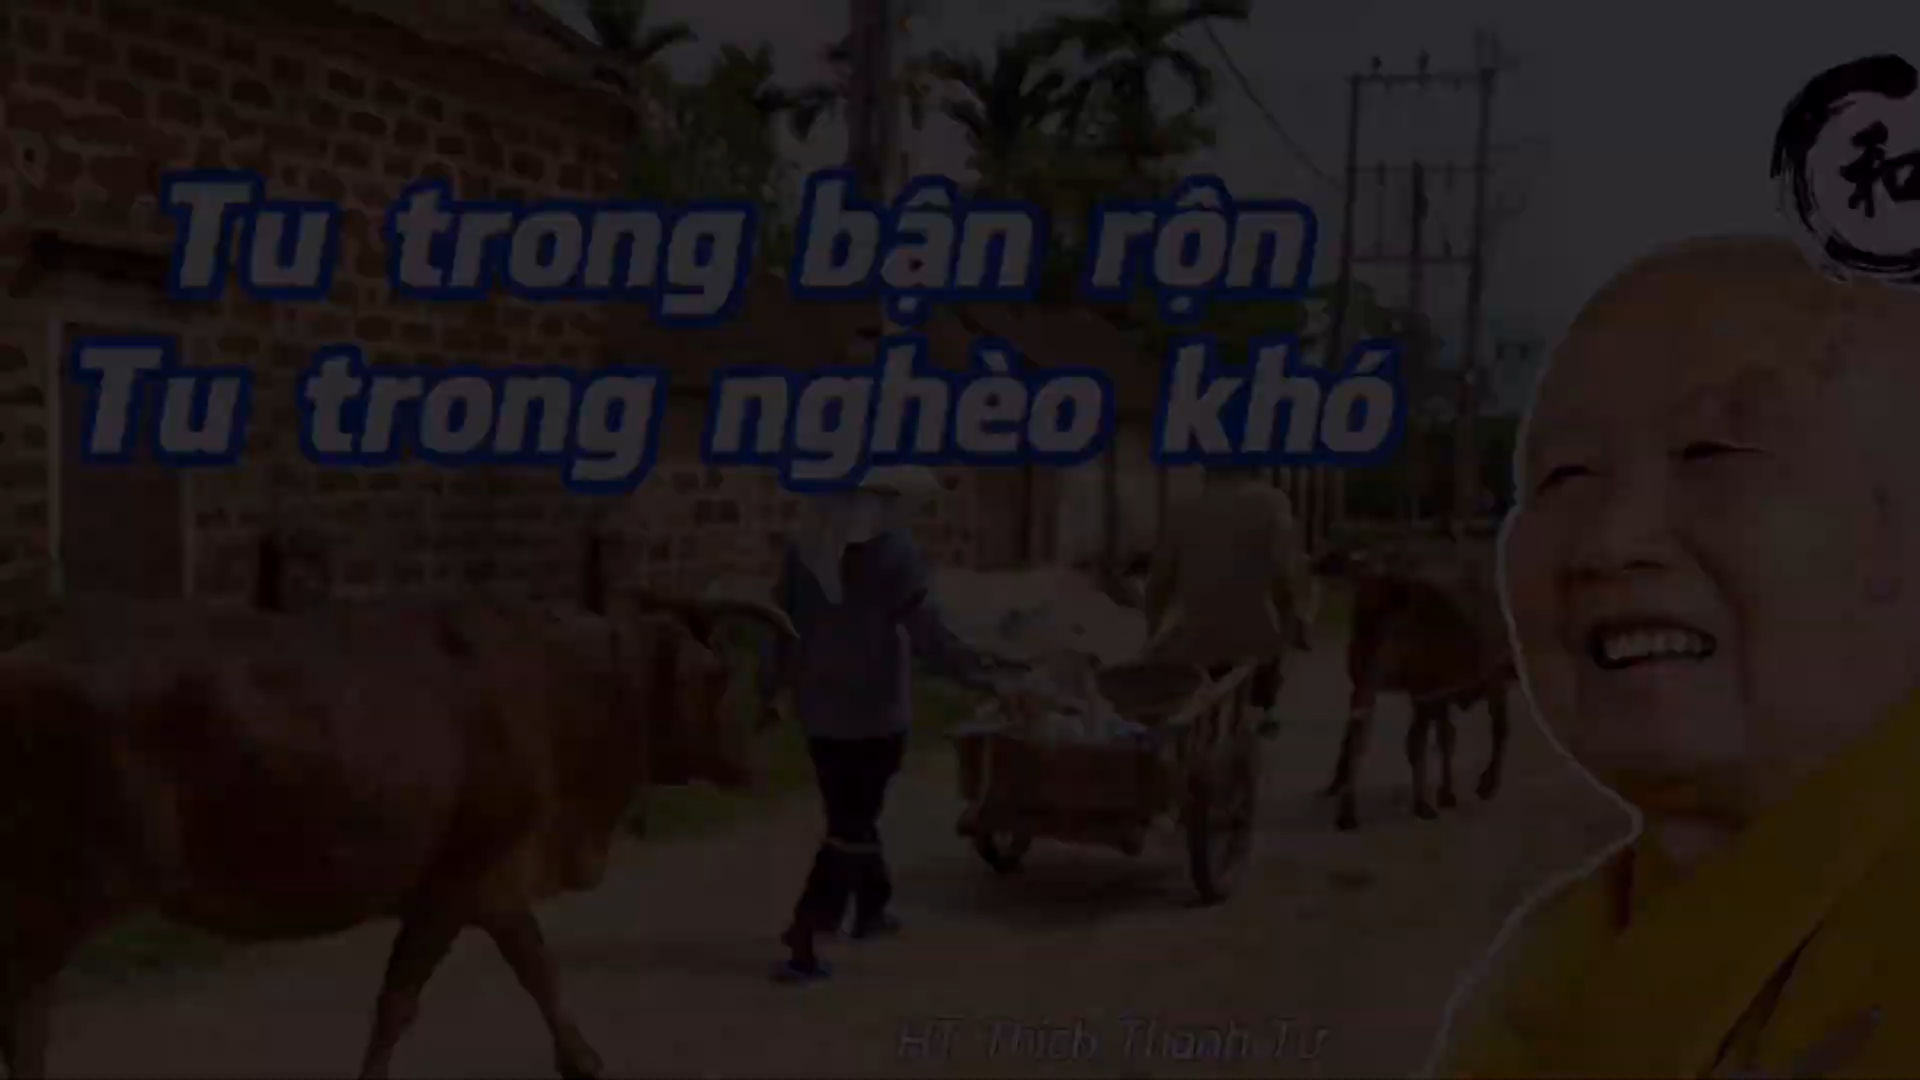 和
Tu trong bận rộn
Tu trong nghèo khó
HT Thích Thanh Từ